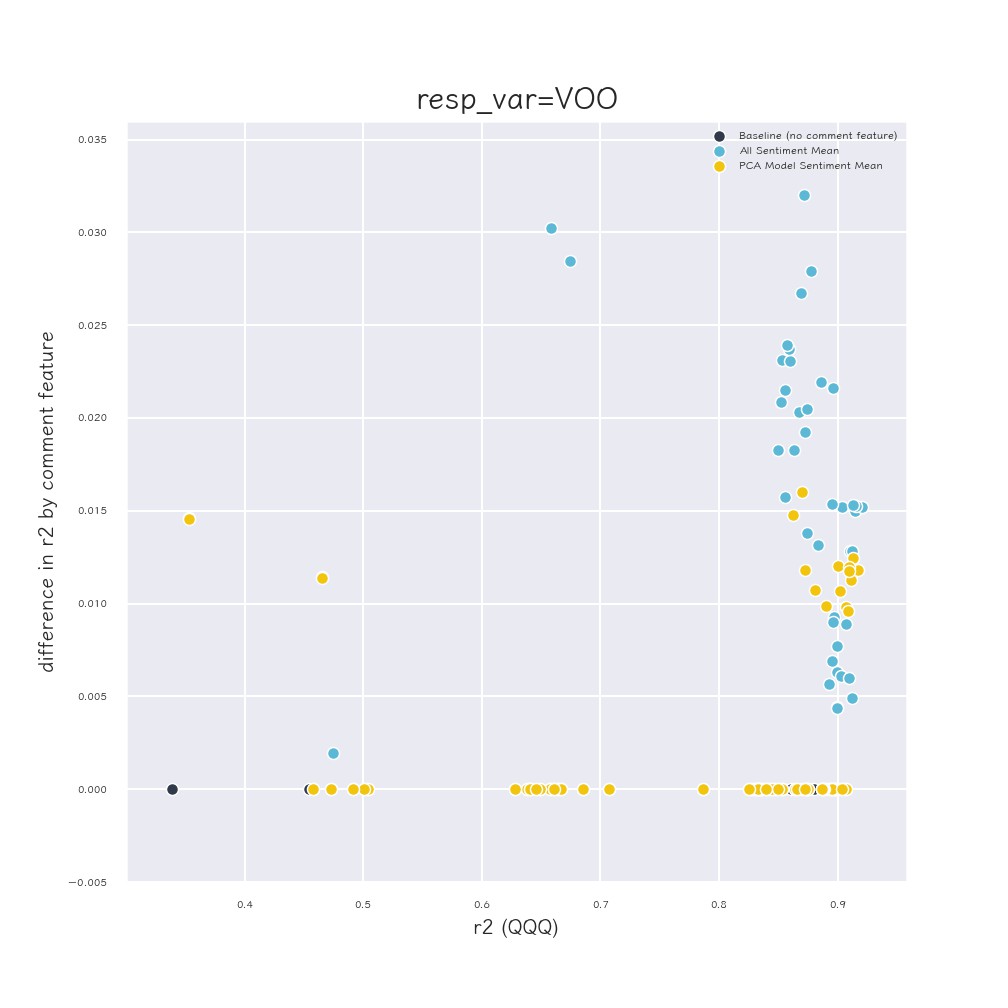 resp_var=VOO
Baseline (no comment feature)
All Sentiment Mean
PCA Model Sentiment Mean
difference in r2 by comment feature
0.035
0.030
0.025
0.020
0.015
0.010
0.005
0.000
−0.005
0.4 0.5 0.6 0.7 0.8 0.9
r2 (QQQ)